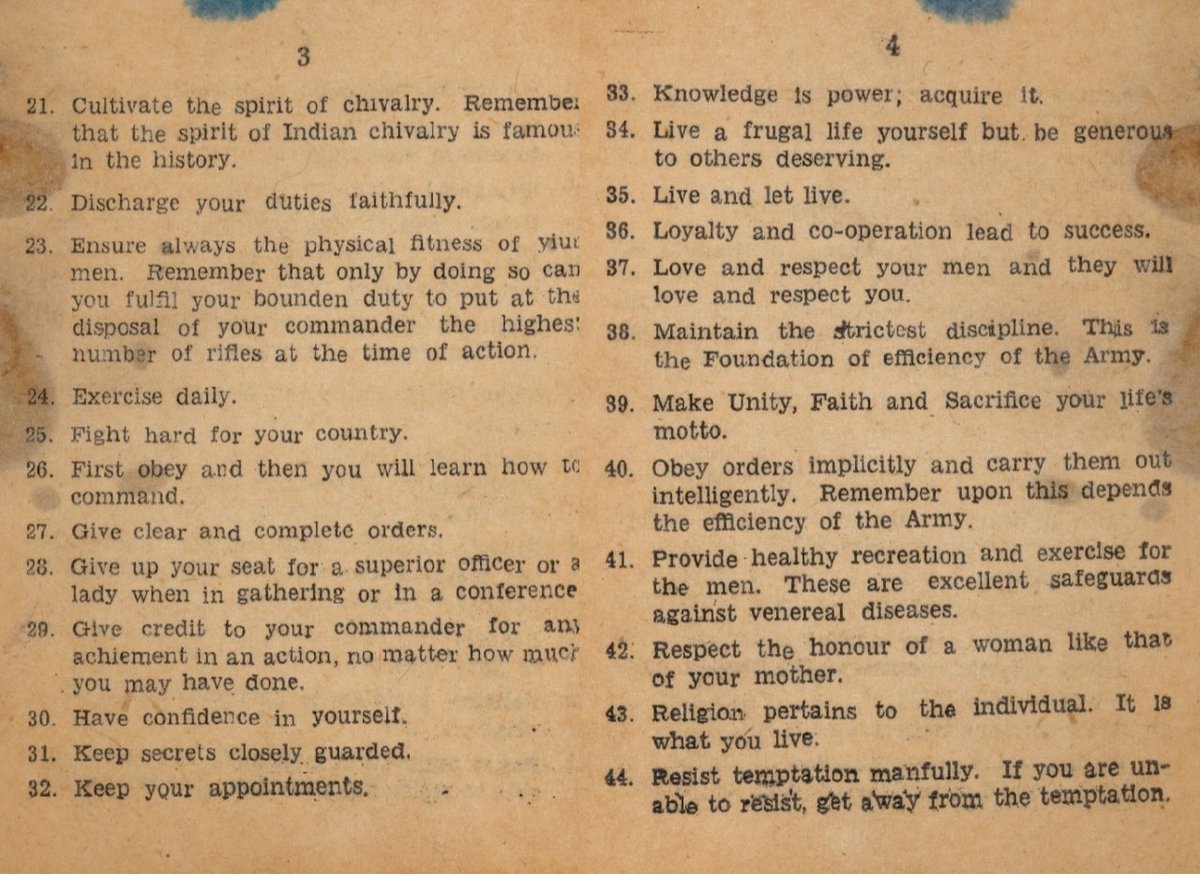 3
21. Cultivate the spirit of chivalry. Remember
that the spirit of Indian chivalry is famous
in the history.
22. Discharge your duties faithfully.
23. Ensure always the physical fitness of yiur
men. Remember that only by doing so can
you fulfil your bounden duty to put at the
disposal of your commander the highest
number of rifles at the time of action.
24. Exercise daily.
25. Fight hard for your country.
26. First obey and then you will learn how to
command.
27. Give clear and complete orders.
28. Give up your seat for a superior officer or a
lady when in gathering or in a conference
29. Give credit to your commander for any
achiement in an action, no matter how much
you may have done.
30. Have confidence in yourself.
31. Keep secrets closely guarded.
32. Keep your appointments.
4
33. Knowledge is power; acquire it.
34. Live a frugal life yourself but be generous
to others deserving.
35. Live and let live.
36. Loyalty and co-operation lead to success.
37. Love and respect your men and they will
love and respect you.
38. Maintain the strictest discipline. This is
the Foundation of efficiency of the Army.
39. Make Unity, Faith and Sacrifice your life's
motto.
40. Obey orders implicitly and carry them out
intelligently. Remember upon this depends
the efficiency of the Army.
41. Provide healthy recreation and exercise for
the men. These are excellent safeguards
against venereal diseases.
42. Respect the honour of a woman like that
of your mother.
43. Religion pertains to the individual. It is
what you live.
44. Resist temptation manfully. If you are un-
able to resist, get away from the temptation.